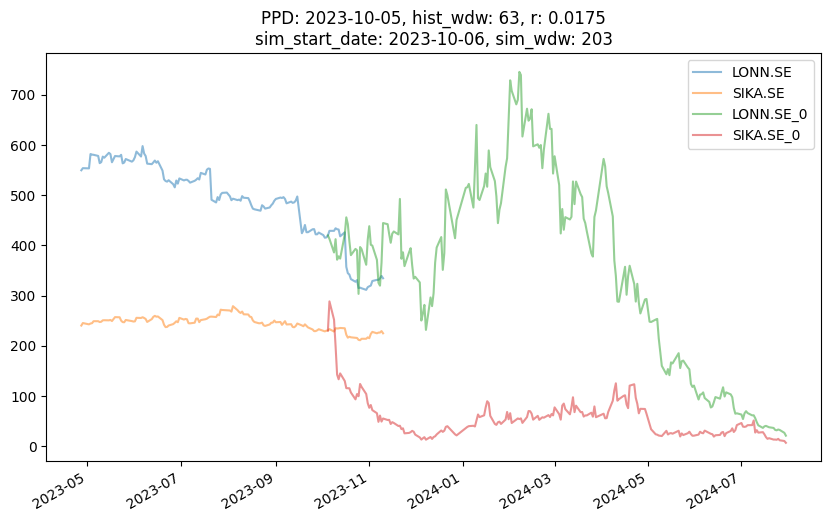 PPD: 2023-10-05, hist_wdw: 63, r: 0.0175
sim_start_date: 2023-10-06, sim_wdw: 203
LONN.SE
SIKA.SE
LONN.SE_0
SIKA.SE_0
700
600
500
400
300
200
100
0
2023-05
2023-07
2023-09
2023-11
2024-01
2024-03
2024-05
2024-07